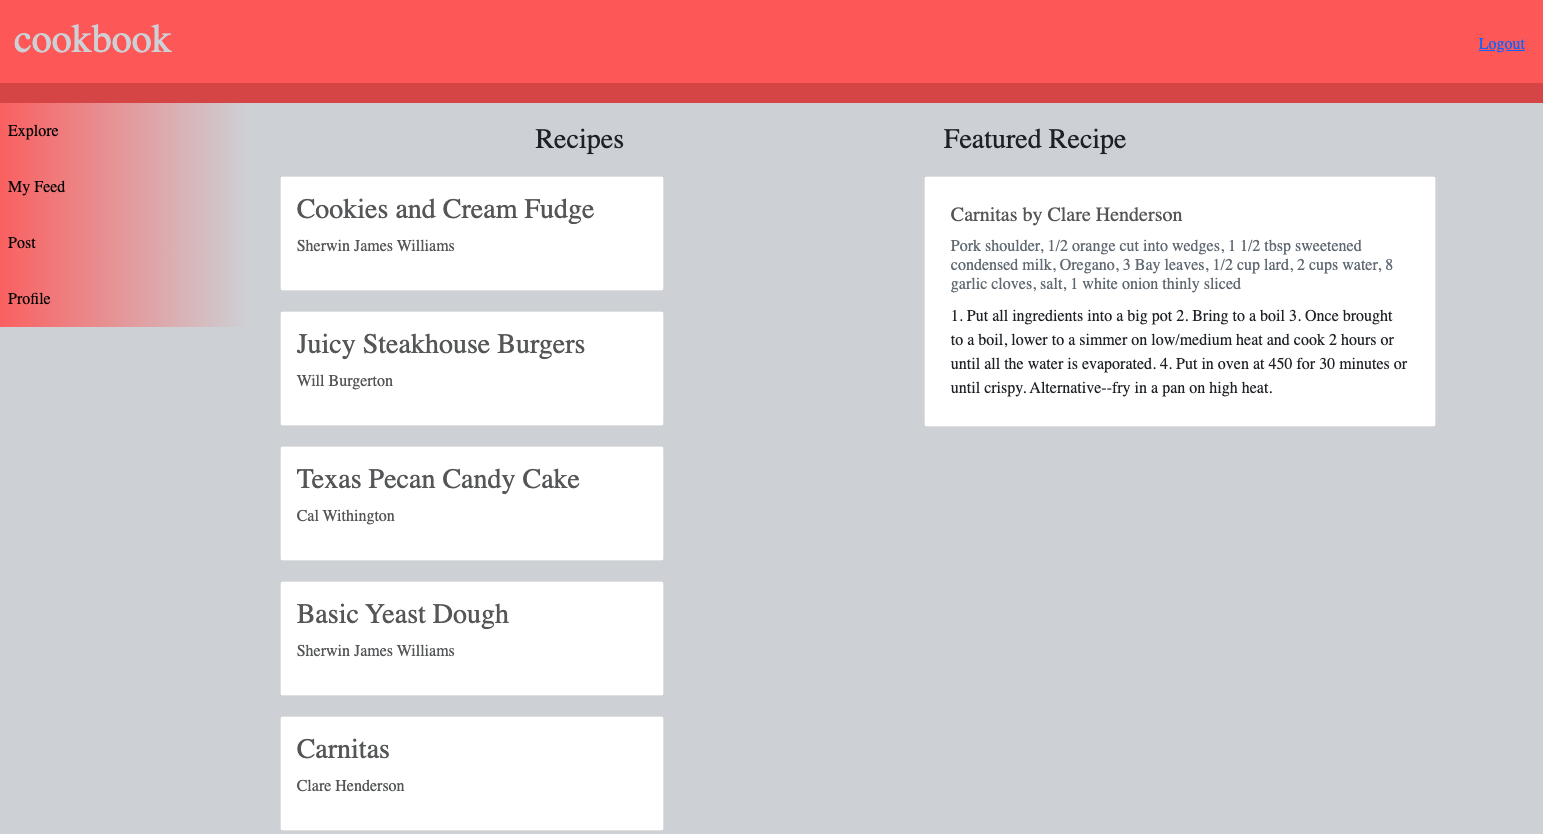 cookbook
Logout
Explore
My Feed
Post
Profile
Recipes
Cookies and Cream Fudge
Sherwin James Williams
Juicy Steakhouse Burgers
Will Burgerton
Texas Pecan Candy Cake
Cal Withington
Basic Yeast Dough
Sherwin James Williams
Carnitas
Clare Henderson
Featured Recipe
Carnitas by Clare Henderson
Pork shoulder, 1/2 orange cut into wedges, 1 1/2 tbsp sweetened
condensed milk, Oregano, 3 Bay leaves, 1/2 cup lard, 2 cups water, 8
garlic cloves, salt, 1 white onion thinly sliced
1. Put all ingredients into a big pot 2. Bring to a boil 3. Once brought
to a boil, lower to a simmer on low/medium heat and cook 2 hours or
until all the water is evaporated. 4. Put in oven at 450 for 30 minutes or
until crispy. Alternative--fry in a pan on high heat.